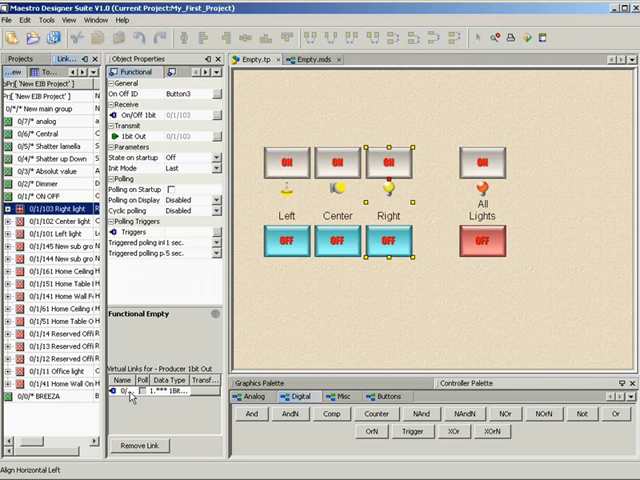 Maestro Designer Suite V1.0 (Current Project:My_First_Project)
File Edit Tools View Window Help
Projects Link...
...ew To...
oPrj['New EIB Project'
['New EIB Project']
0/*/* New main group
0/7/* analog
0/6/* Central
0/5/* Shatter lamella
0/4/* Shatter up Down
0/3/* Absolut value
0/2/* Dimmer
0/1/* ON OFF
0/1/103 Right light
0/1/102 Center light
0/1/101 Left light
0/1/145 New sub gro
0/1/144 New sub gro
0/1/161 Home Ceiling
0/1/151 Home Table
0/1/141 Home Wall F
0/1/61 Home Ceiling
0/1/51 Home Table
0/1/14 Reserved Offi
0/1/13 Reserved Offi
0/1/12 Reserved Offi
0/1/11 Office light
0/1/41 Home Wall On
0/0/* BREEZA
Object Properties
Functional
General
On Off ID Button3
Receive
On/Off 1bit 0/1/103
Transmit
1bit Out 0/1/103
Parameters
State on startup Off
Init Mode Last
Polling
Polling on Startup
Polling on Display Disabled
Cyclic polling Disabled
Polling Triggers
Triggers
Triggered polling inl 1 sec.
Triggered polling p. 5 sec.
Functional Empty
Virtual Links for - Producer 1bit Out
Name Poll Data Type Transf...
0/... 1.*** 1Bit...
Remove Link
Empty.tp Empty.mds
ON ON ON ON
Left Center Right All
Lights
OFF OFF OFF OFF
Graphics Palette Controller Palette
Analog Digital Misc Buttons
And AndN Comp Counter NAnd NAndN NOr NOrN Not Or
OrN Trigger XOr XOrN
Align Horizontal Left